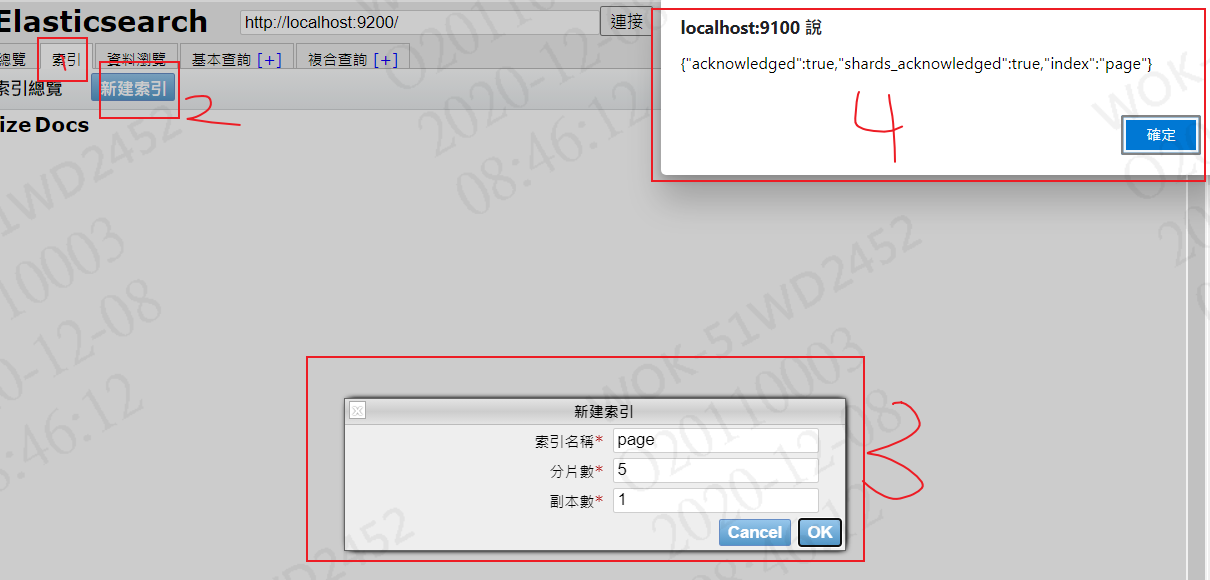 Elasticsearch
http://localhost:9200/
連接
總覽
索引
資料瀏覽
基本查詢 [+]
複合查詢 [+]
索引總覽
新建索引
2
ize Docs
localhost:9100 說
{"acknowledged":true,"shards_acknowledged":true,"index":"page"}
4
確定
新建索引
索引名稱*
page
分片數*
5
副本數*
1
Cancel
OK
3
WOK-51WD2452
O20110003
2020-12-08
08:46:12